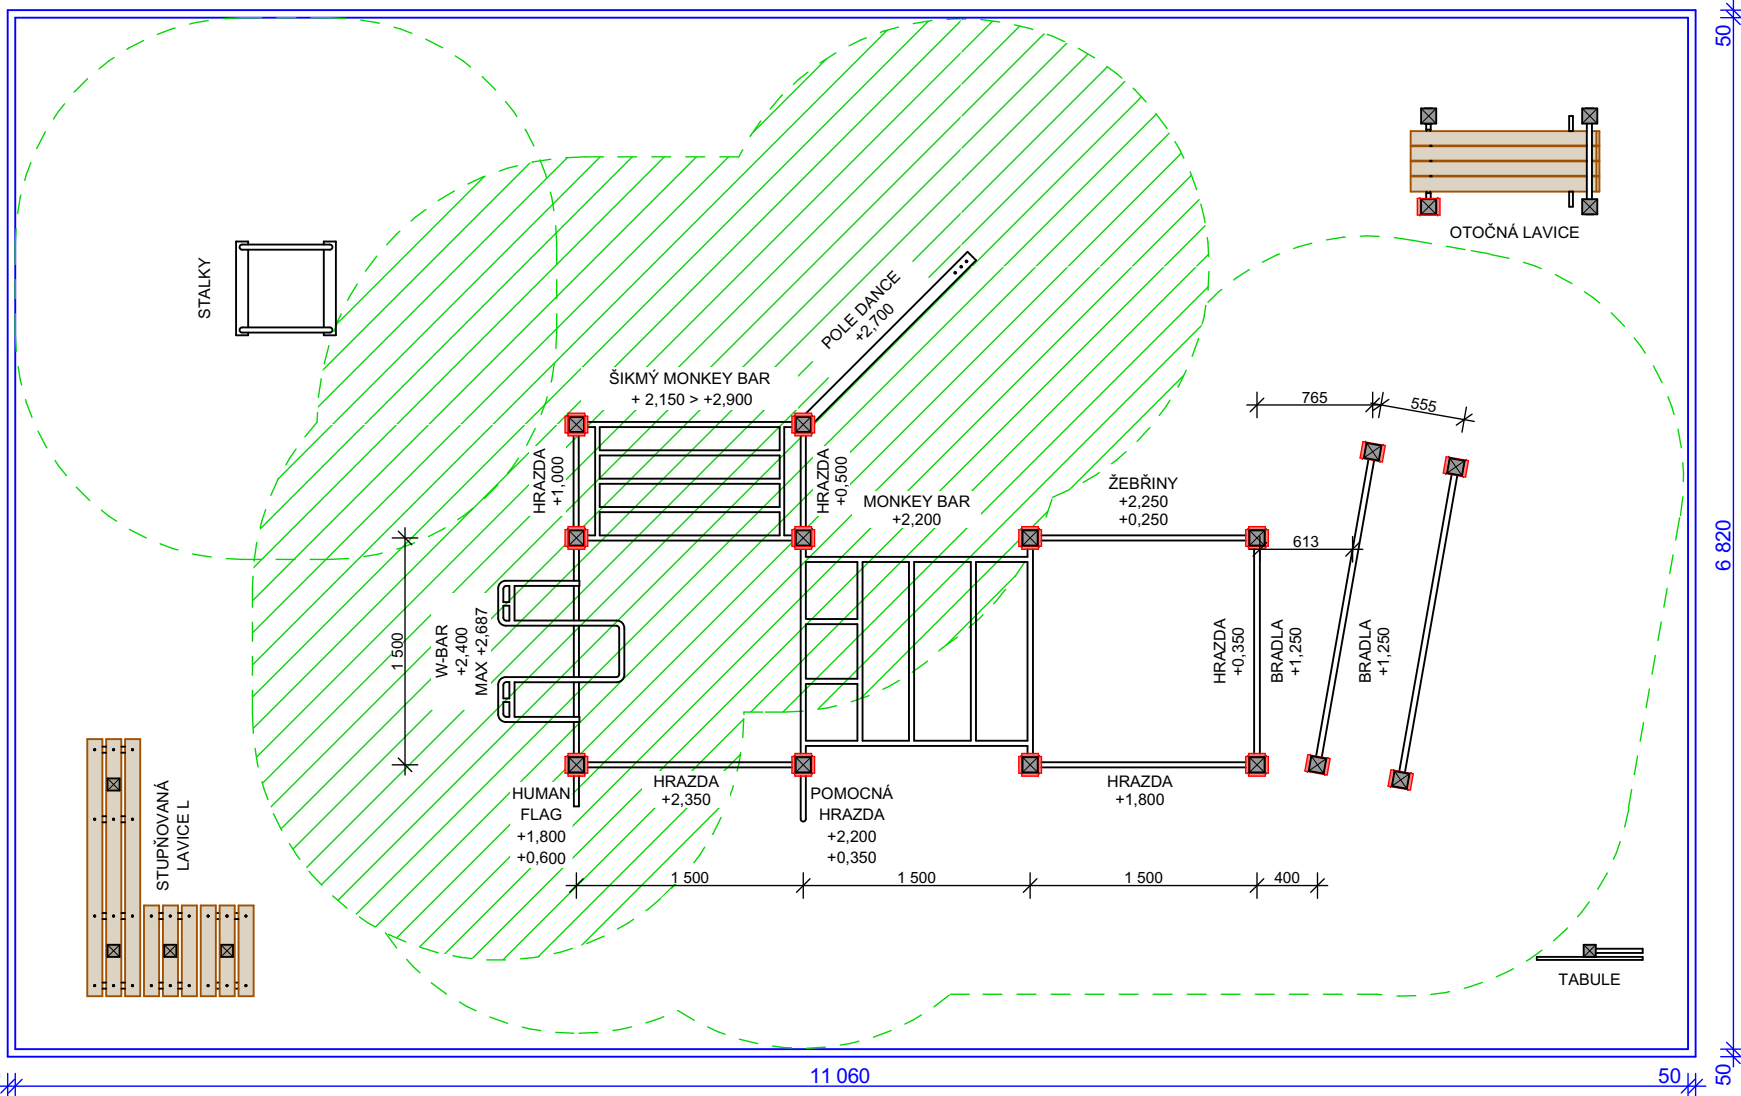 50
OTOČNÁ LAVICE
STALKY
POLE DANCE
+2,700
ŠIKMÝ MONKEY BAR
+ 2,150 > +2,900
765
555
HRAZDA
+1,000
HRAZDA
+0,500
MONKEY BAR
+2,200
ŽEBŘINY
+2,250
+0,250
613
6 820
1 500
W-BAR
+2,400
MAX +2,687
HRAZDA
+0,350
BRADLA
+1,250
BRADLA
+1,250
HUMAN
FLAG
+1,800
+0,600
HRAZDA
+2,350
POMOCNÁ
HRAZDA
+2,200
+0,350
HRAZDA
+1,800
STUPŇOVANÁ
LAVICE L
1 500
1 500
1 500
400
TABULE
11 060
50
50